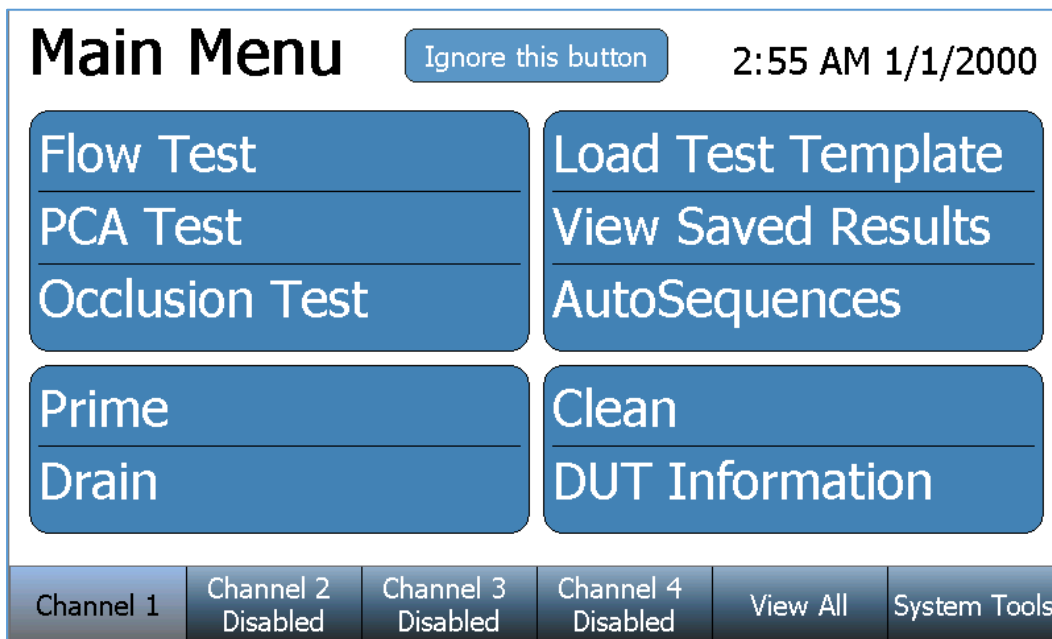 Main Menu
Ignore this button
2:55 AM 1/1/2000
Flow Test
PCA Test
Occlusion Test
Load Test Template
View Saved Results
AutoSequences
Prime
Drain
Clean
DUT Information
Channel 1
Channel 2
Disabled
Channel 3
Disabled
Channel 4
Disabled
View All
System Tools